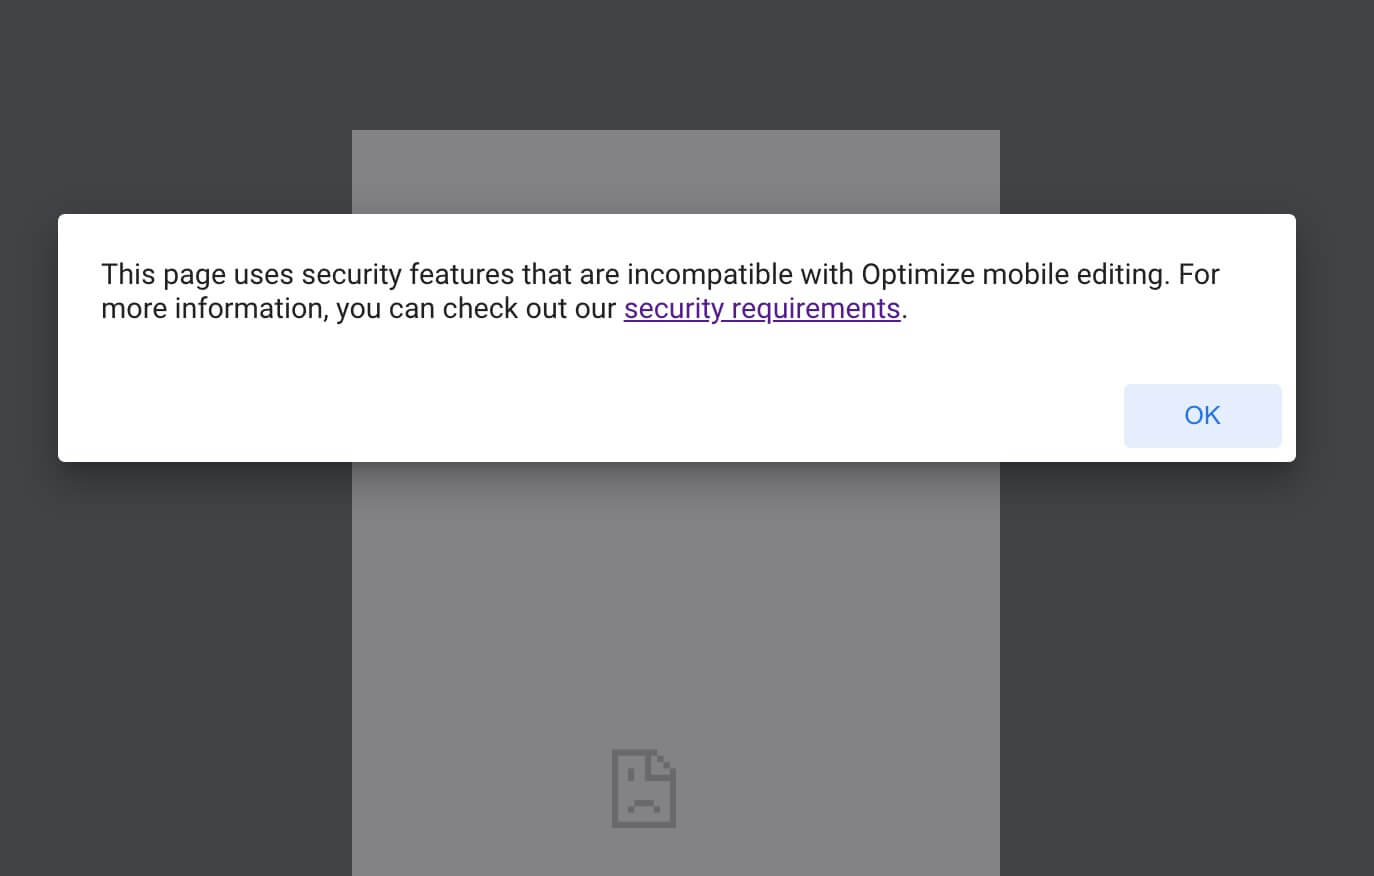 This page uses security features that are incompatible with Optimize mobile editing. For
more information, you can check out our security requirements.
OK